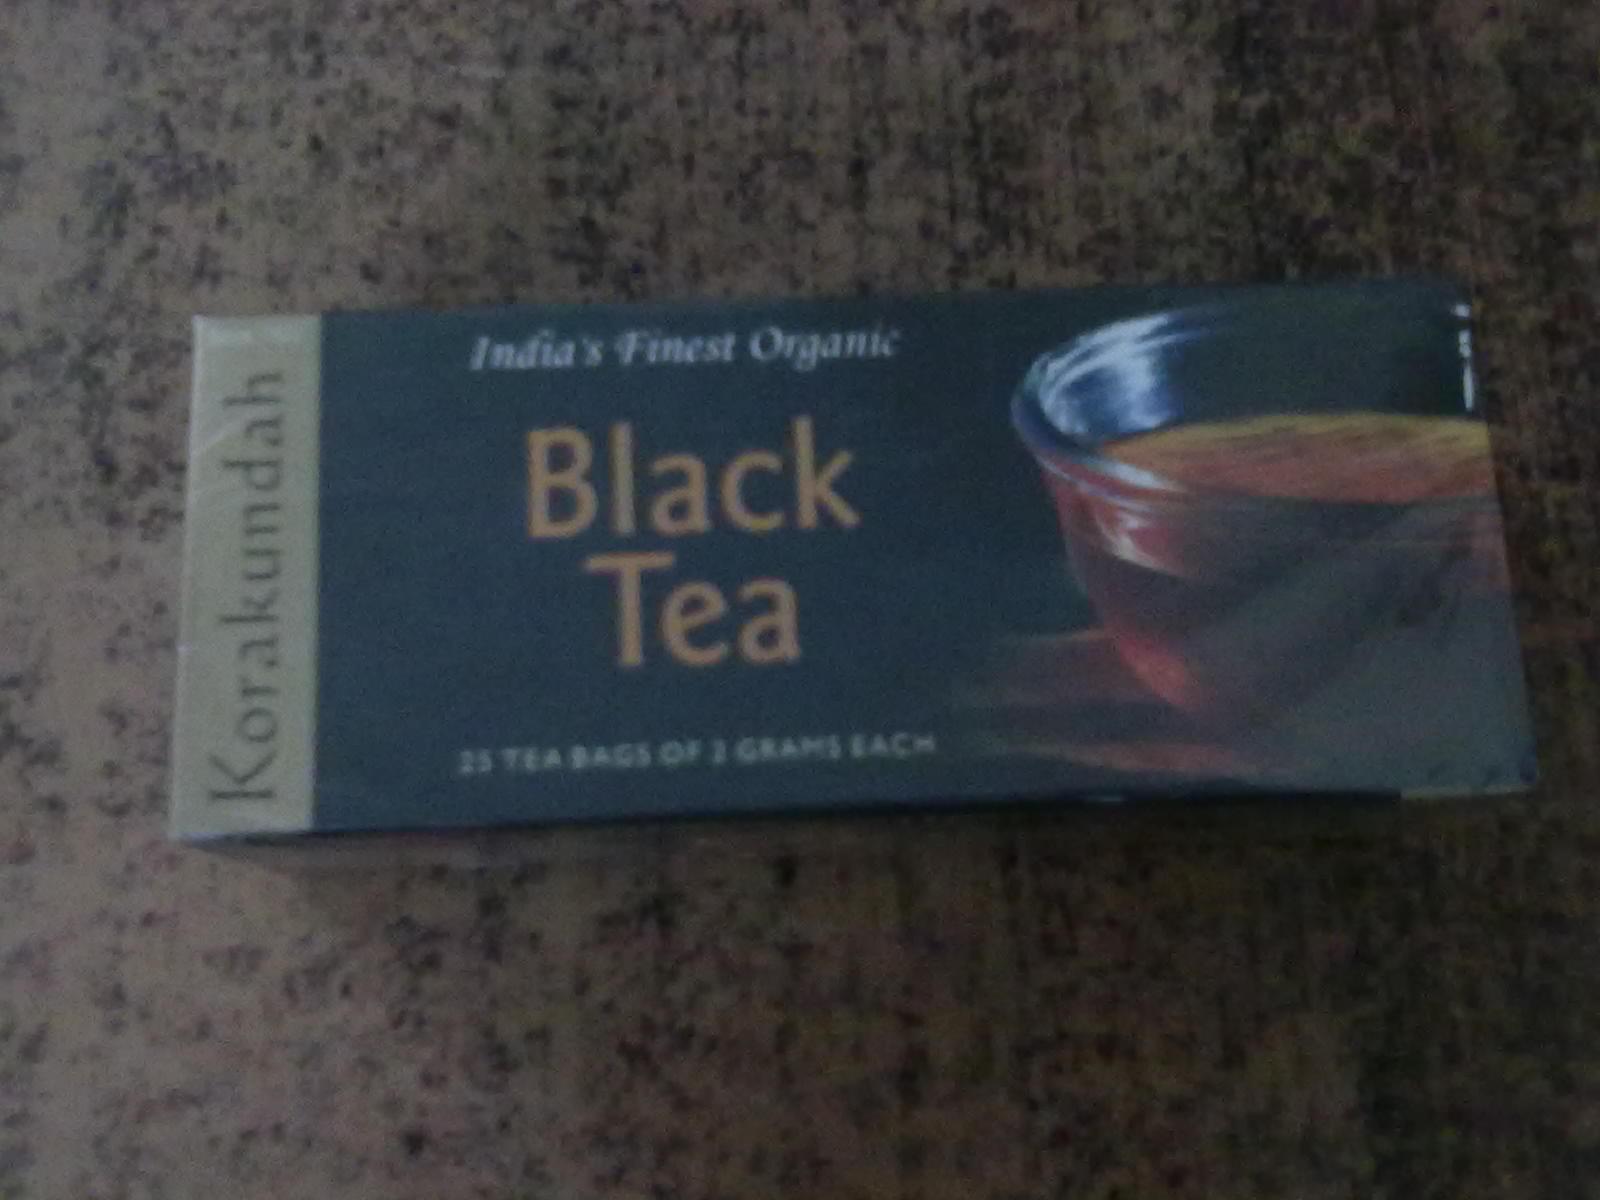 Korakundah
India's Finest Organic
Black
Tea
25 TEA BAGS OF 2 GRAMS EACH